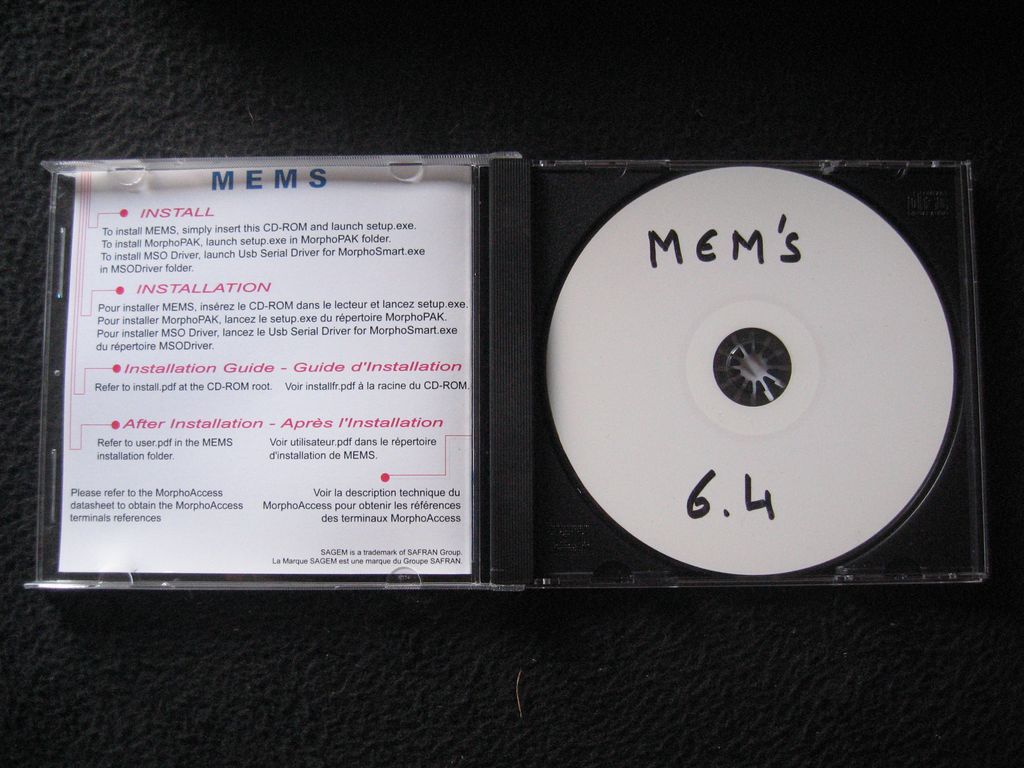 MEMS
INSTALL
To install MEMS, simply insert this CD-ROM and launch setup.exe.
To install MorphoPAK, launch setup.exe in MorphoPAK folder.
To install MSO Driver, launch Usb Serial Driver for MorphoSmart.exe
in MSODriver folder.
INSTALLATION
Pour installer MEMS, insérez le CD-ROM dans le lecteur et lancez setup.exe.
Pour installer MorphoPAK, lancez le setup.exe du répertoire MorphoPAK.
Pour installer MSO Driver, lancez le Usb Serial Driver for MorphoSmart.exe
du répertoire MSODriver.
Installation Guide - Guide d'Installation
Refer to install.pdf at the CD-ROM root. Voir installfr.pdf à la racine du CD-ROM.
After Installation - Après l'Installation
Refer to user.pdf in the MEMS
installation folder.
Voir utilisateur.pdf dans le répertoire
d'installation de MEMS.
Please refer to the MorphoAccess
datasheet to obtain the MorphoAccess
terminals references
Voir la description technique du
MorphoAccess pour obtenir les références
des terminaux MorphoAccess
SAGEM is a trademark of SAFRAN Group.
La Marque SAGEM est une marque du Groupe SAFRAN.
MEM's
6.4